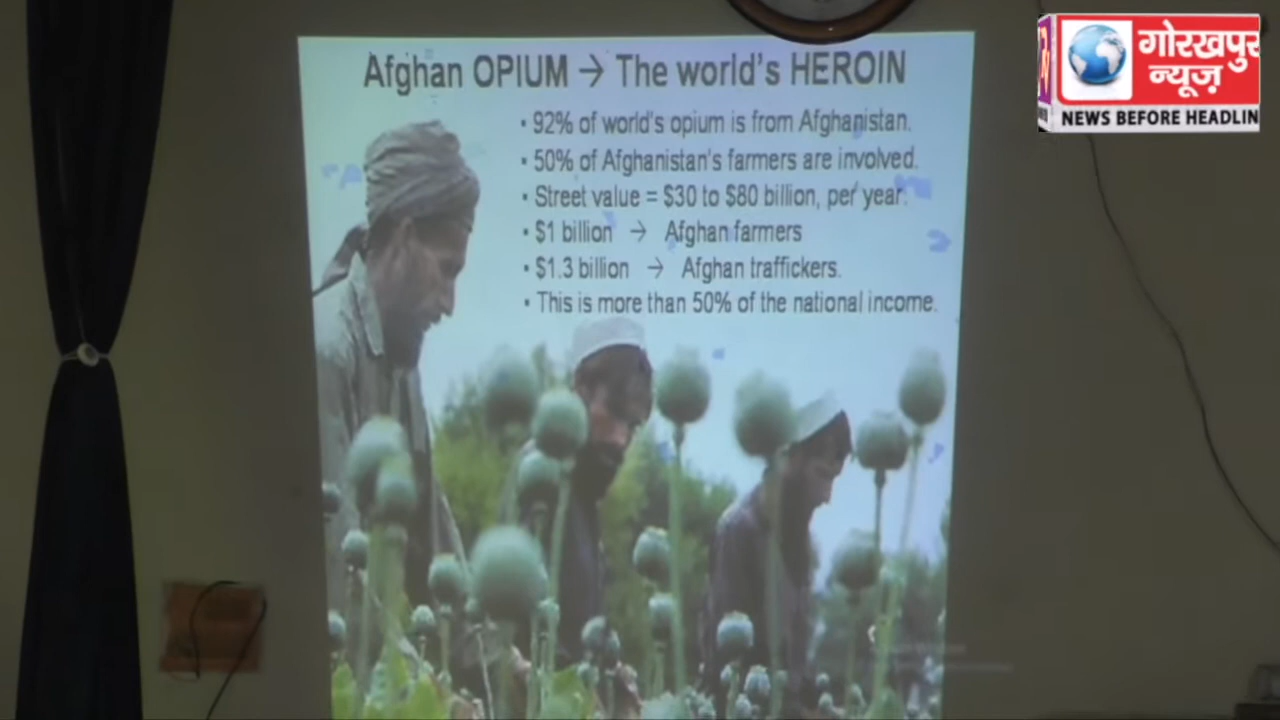 Afghan OPIUM → The world's HEROIN
• 92% of world's opium is from Afghanistan.
• 50% of Afghanistan's farmers are involved.
• Street value = $30 to $80 billion, per year.
• $1 billion → Afghan farmers
• $1.3 billion → Afghan traffickers.
• This is more than 50% of the national income.
गोरखपुर
न्यूज़
NEWS BEFORE HEADLIN